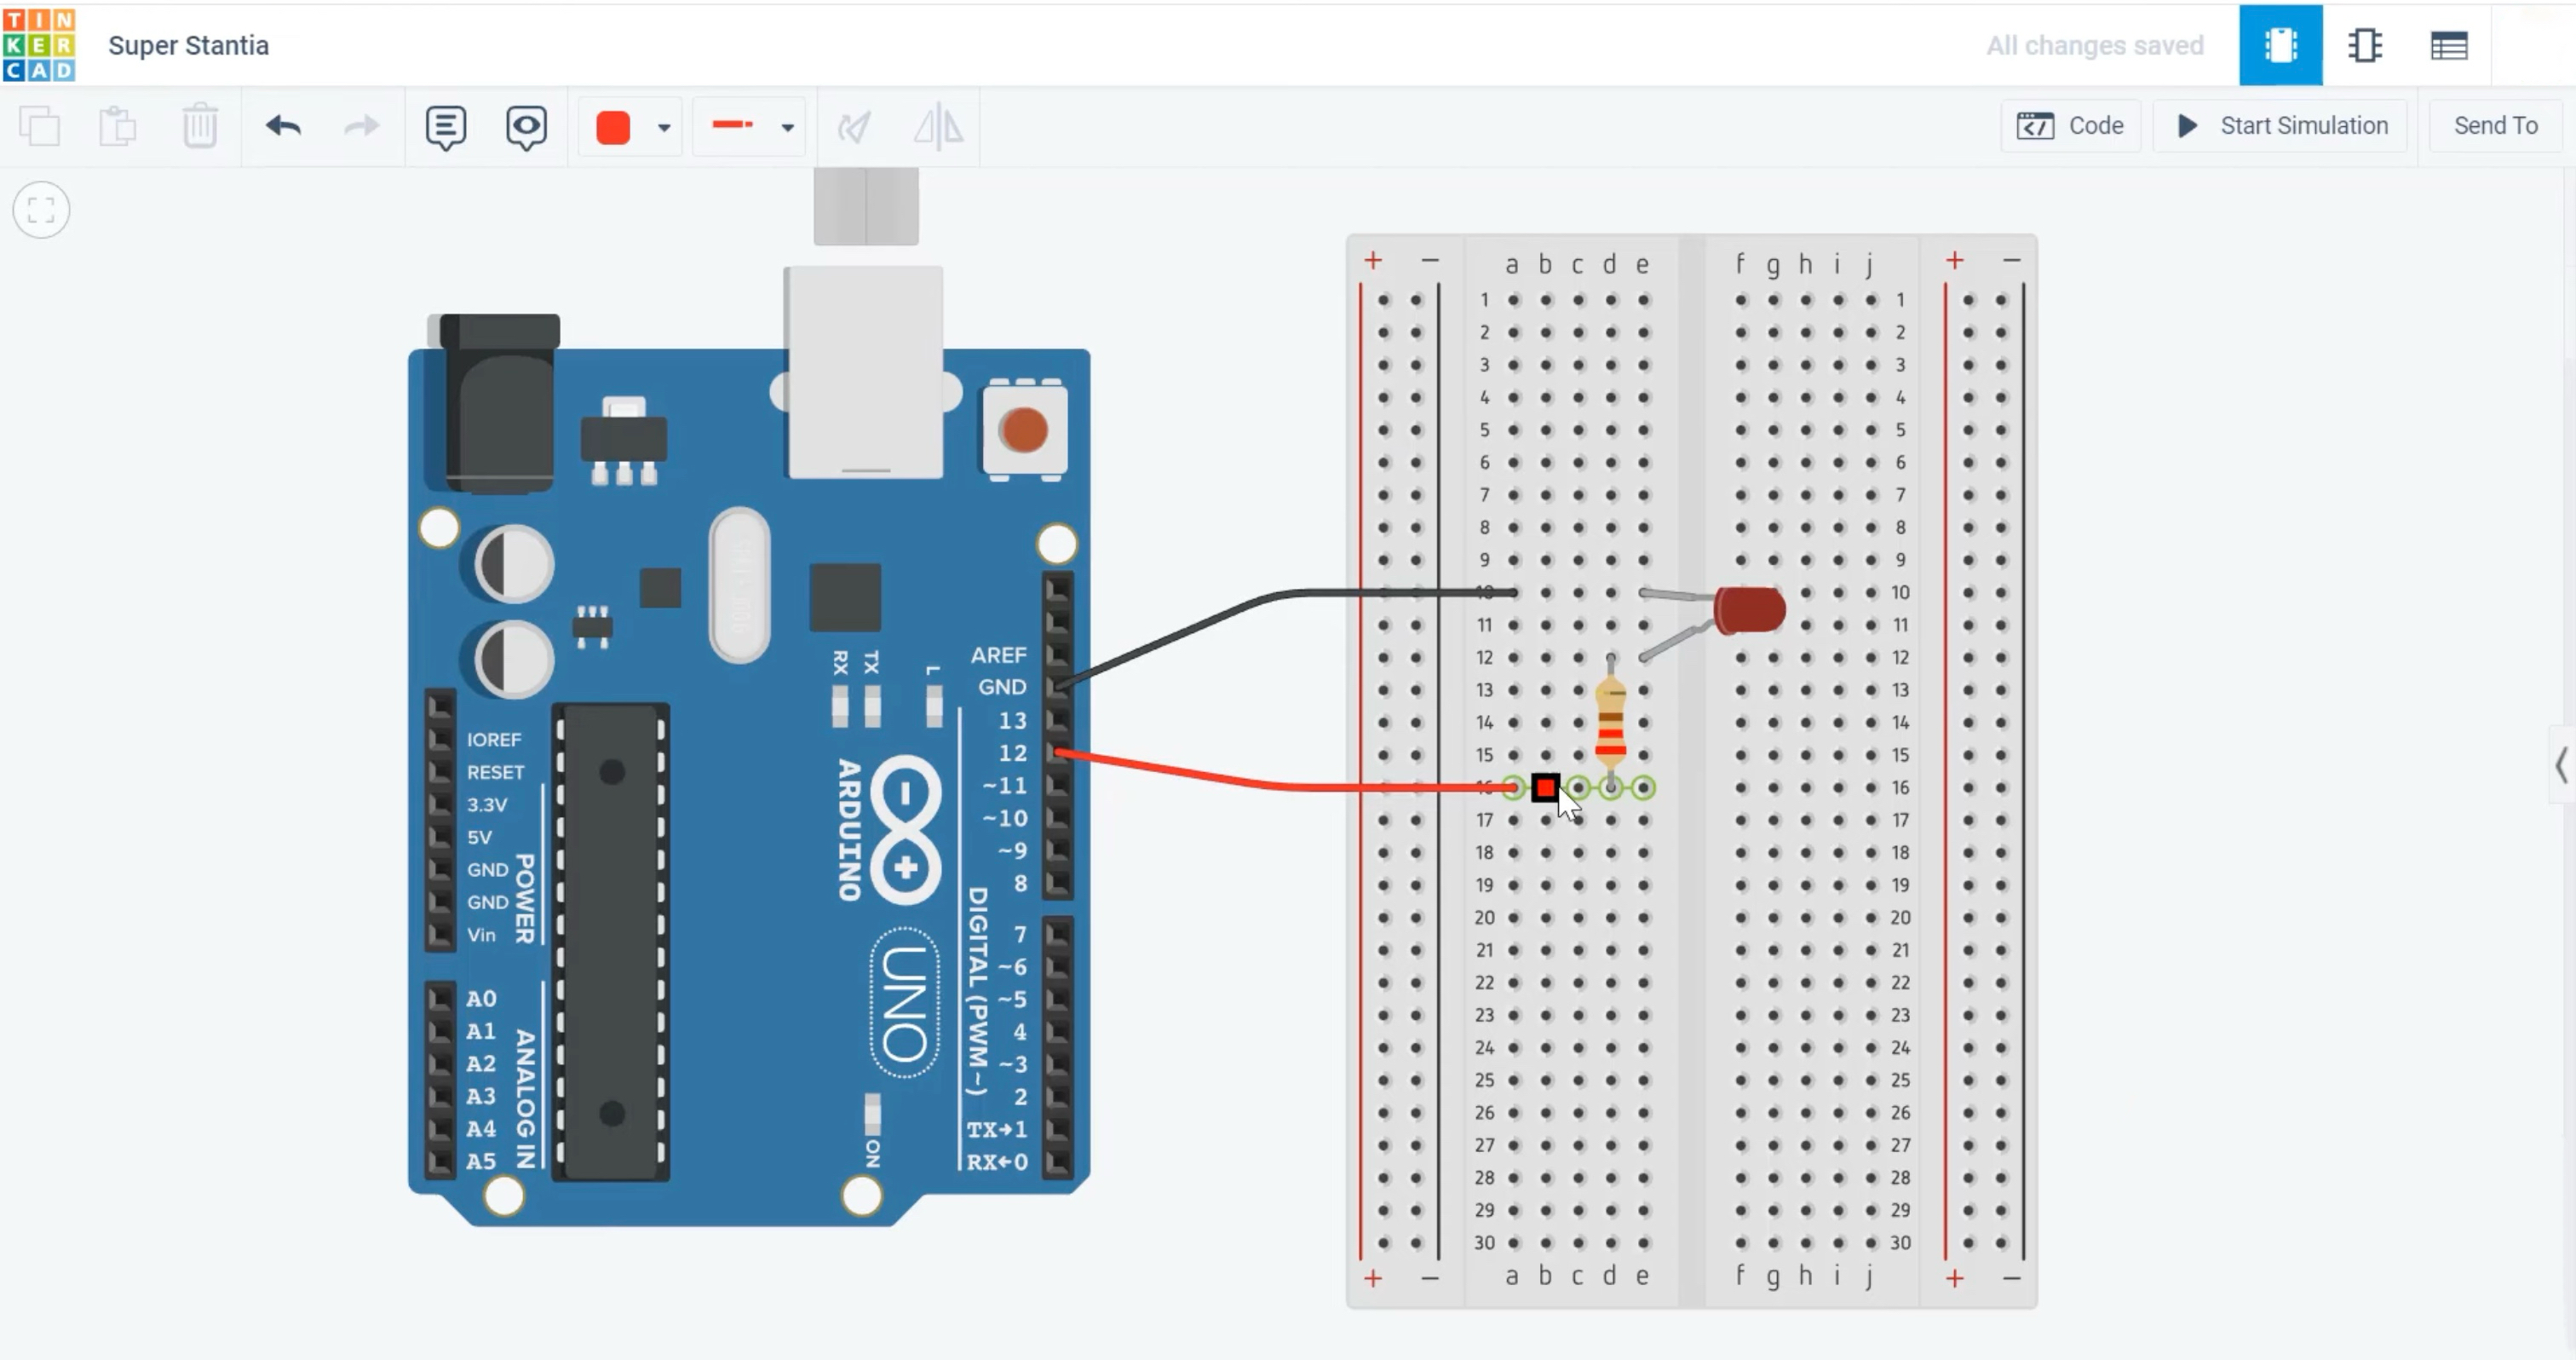 TIN
KER
CAD
Super Stantia
All changes saved
Code
Start Simulation
Send To
+ − a b c d e f g h i j + −
1 1
2 2
3 3
4 4
5 5
6 6
7 7
8 8
9 9
10
11 11
12 12
13 13
14 14
15 15
16
17 17
18 18
19 19
20 20
21 21
22 22
23 23
24 24
25 25
26 26
27 27
28 28
29 29
30 30
+ − a b c d e f g h i j + −
RX
TX
L
AREF
GND
13
12
~11
~10
~9
8
7
~6
~5
4
~3
2
TX→1
RX←0
DIGITAL (PWM~)
ARDUINO
UNO
ON
IOREF
RESET
3.3V
5V
GND
GND
Vin
POWER
A0
A1
A2
A3
A4
A5
ANALOG IN